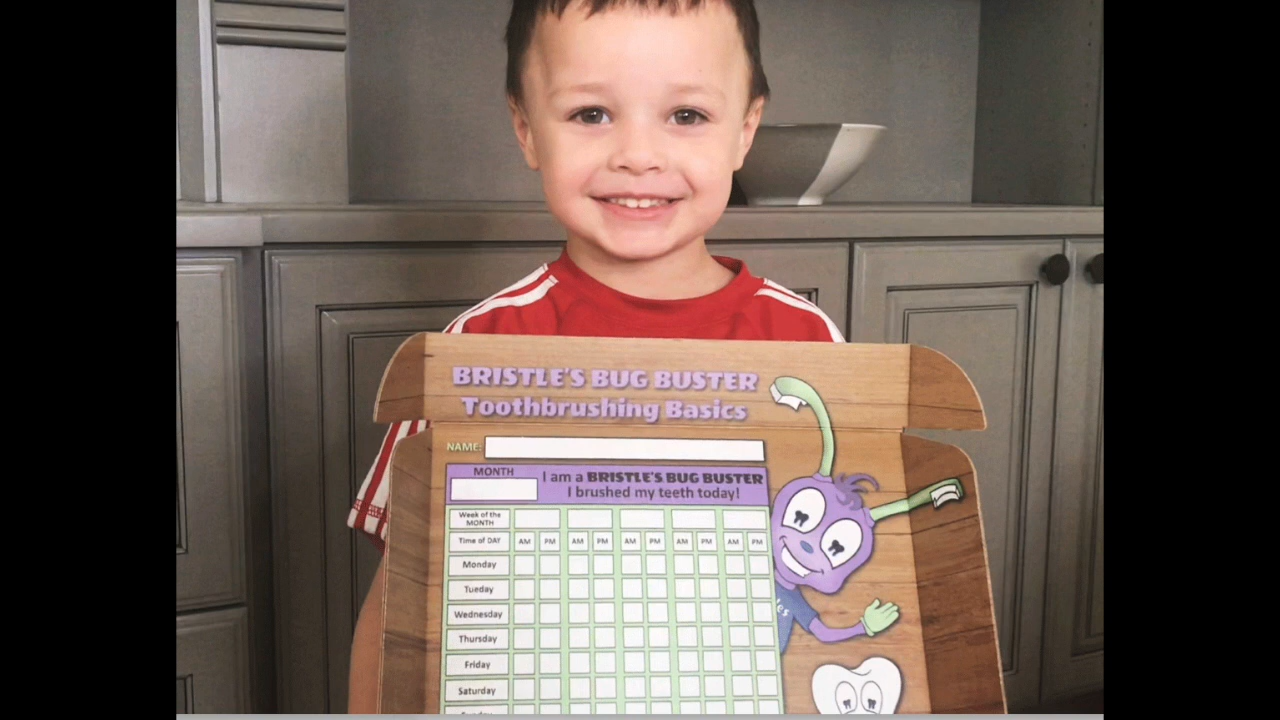 BRISTLE'S BUG BUSTER
Toothbrushing Basics
NAME:
MONTH
I am a BRISTLE'S BUG BUSTER
I brushed my teeth today!
Week of the
MONTH
Time of DAY AM PM AM PM AM PM AM PM AM PM
Monday
Tueday
Wednesday
Thursday
Friday
Saturday